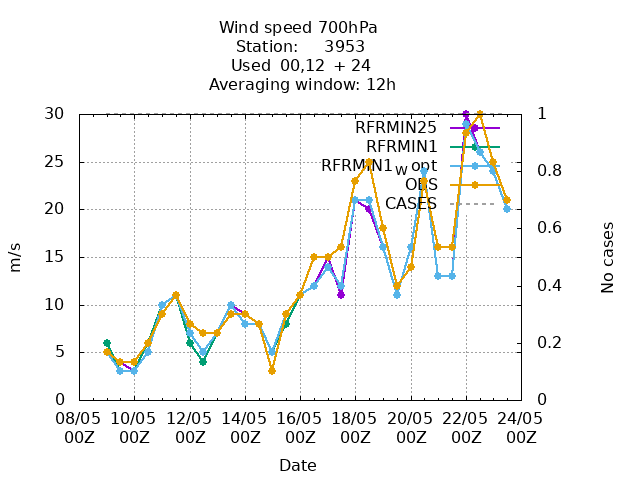 Wind speed 700hPa
Station: 3953
Used 00,12 + 24
Averaging window: 12h
30 1
RFRMIN25
RFRMIN1
25
RFRMIN1w opt
0.8
OBS
20
CASES
0.6
15
m/s
No cases
0.4
10
0.2
5
0 0
08/05 10/05 12/05 14/05 16/05 18/05 20/05 22/05 24/05
00Z 00Z 00Z 00Z 00Z 00Z 00Z 00Z 00Z
Date